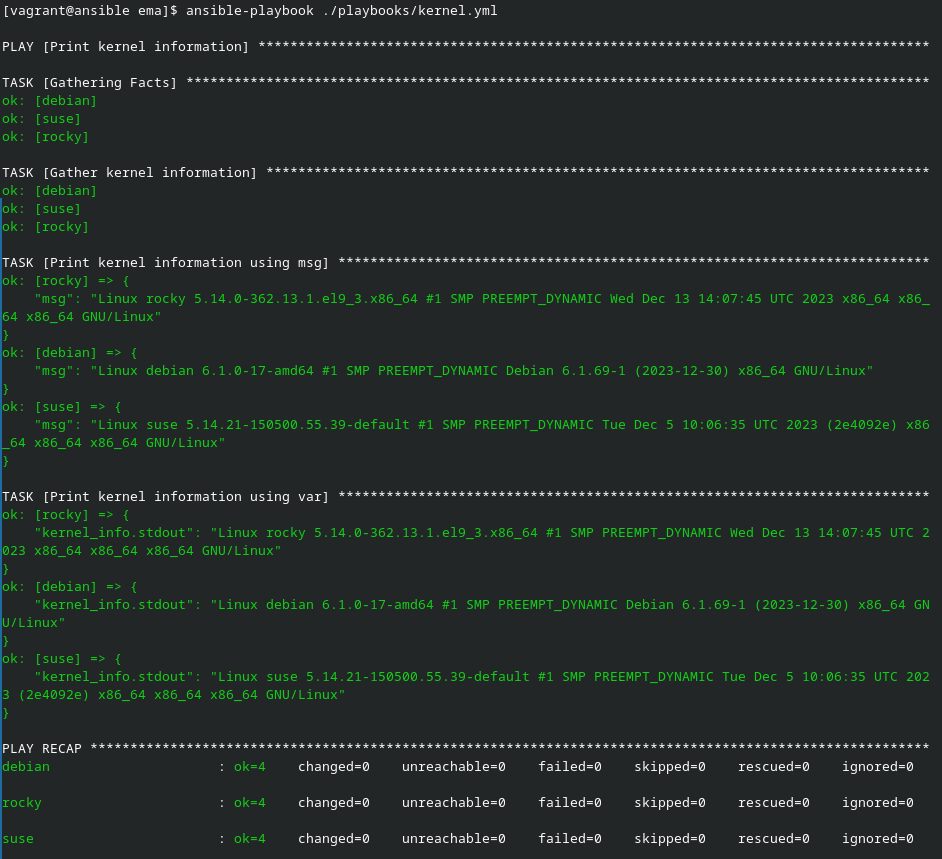 [vagrant@ansible ema]$ ansible-playbook ./playbooks/kernel.yml
PLAY [Print kernel information] ************************************************************************************
TASK [Gathering Facts] *********************************************************************************************
ok: [debian]
ok: [suse]
ok: [rocky]
TASK [Gather kernel information] ***********************************************************************************
ok: [debian]
ok: [suse]
ok: [rocky]
TASK [Print kernel information using msg] **************************************************************************
ok: [rocky] => {
    "msg": "Linux rocky 5.14.0-362.13.1.el9_3.x86_64 #1 SMP PREEMPT_DYNAMIC Wed Dec 13 14:07:45 UTC 2023 x86_64 x86_
64 x86_64 GNU/Linux"
}
ok: [debian] => {
    "msg": "Linux debian 6.1.0-17-amd64 #1 SMP PREEMPT_DYNAMIC Debian 6.1.69-1 (2023-12-30) x86_64 GNU/Linux"
}
ok: [suse] => {
    "msg": "Linux suse 5.14.21-150500.55.39-default #1 SMP PREEMPT_DYNAMIC Tue Dec 5 10:06:35 UTC 2023 (2e4092e) x86
_64 x86_64 x86_64 GNU/Linux"
}
TASK [Print kernel information using var] **************************************************************************
ok: [rocky] => {
    "kernel_info.stdout": "Linux rocky 5.14.0-362.13.1.el9_3.x86_64 #1 SMP PREEMPT_DYNAMIC Wed Dec 13 14:07:45 UTC 2
023 x86_64 x86_64 x86_64 GNU/Linux"
}
ok: [debian] => {
    "kernel_info.stdout": "Linux debian 6.1.0-17-amd64 #1 SMP PREEMPT_DYNAMIC Debian 6.1.69-1 (2023-12-30) x86_64 GN
U/Linux"
}
ok: [suse] => {
    "kernel_info.stdout": "Linux suse 5.14.21-150500.55.39-default #1 SMP PREEMPT_DYNAMIC Tue Dec 5 10:06:35 UTC 202
3 (2e4092e) x86_64 x86_64 x86_64 GNU/Linux"
}
PLAY RECAP *********************************************************************************************************
debian                     : ok=4    changed=0    unreachable=0    failed=0    skipped=0    rescued=0    ignored=0
rocky                      : ok=4    changed=0    unreachable=0    failed=0    skipped=0    rescued=0    ignored=0
suse                       : ok=4    changed=0    unreachable=0    failed=0    skipped=0    rescued=0    ignored=0